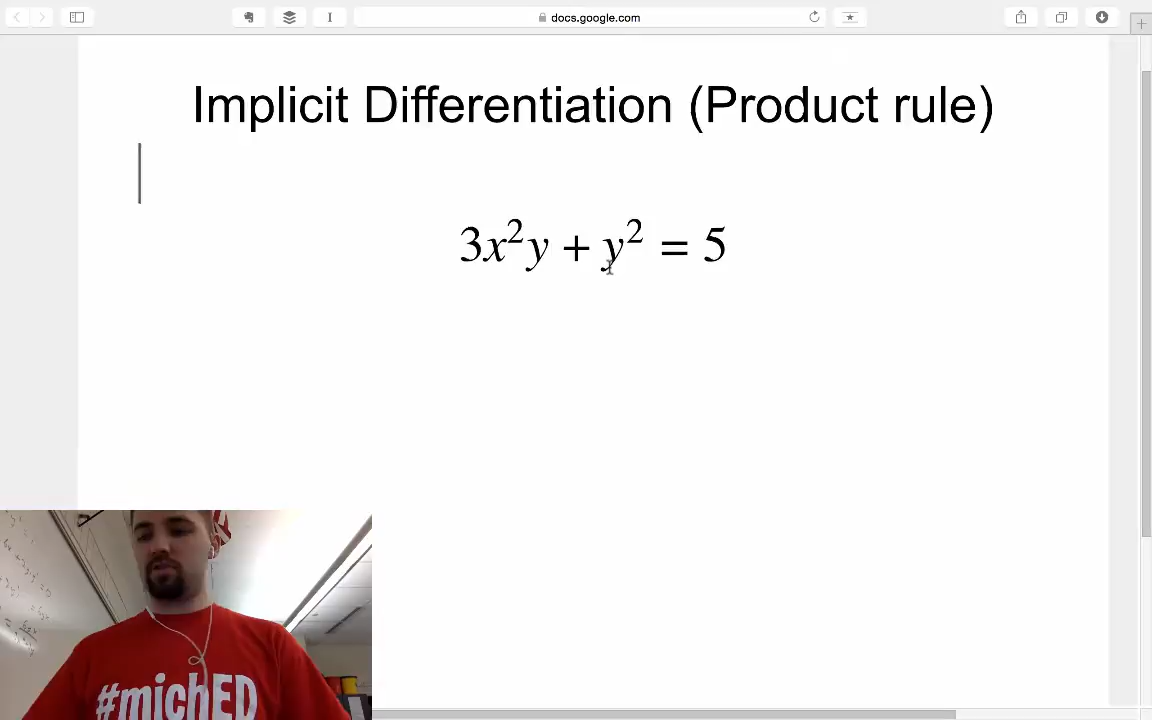 docs.google.com
Implicit Differentiation (Product rule)
3x²y + y² = 5
#michED